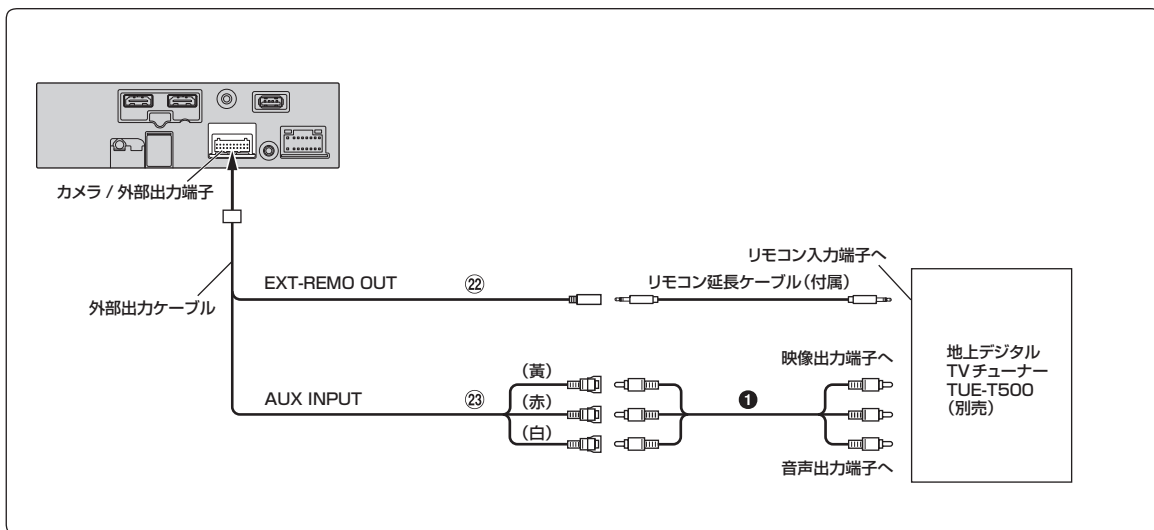 カメラ / 外部出力端子
リモコン入力端子へ
EXT-REMO OUT
㉒
リモコン延長ケーブル(付属)
外部出力ケーブル
映像出力端子へ
地上デジタル
TVチューナー
TUE-T500
(別売)
(黃)
AUX INPUT
㉓
(赤)
❶
(白)
音声出力端子へ